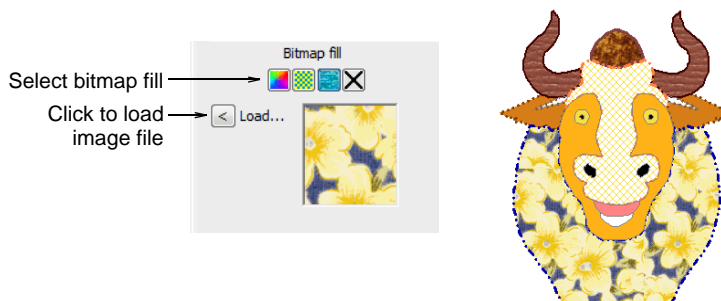 Bitmap fill
Select bitmap fill
Click to load
image file
< Load...